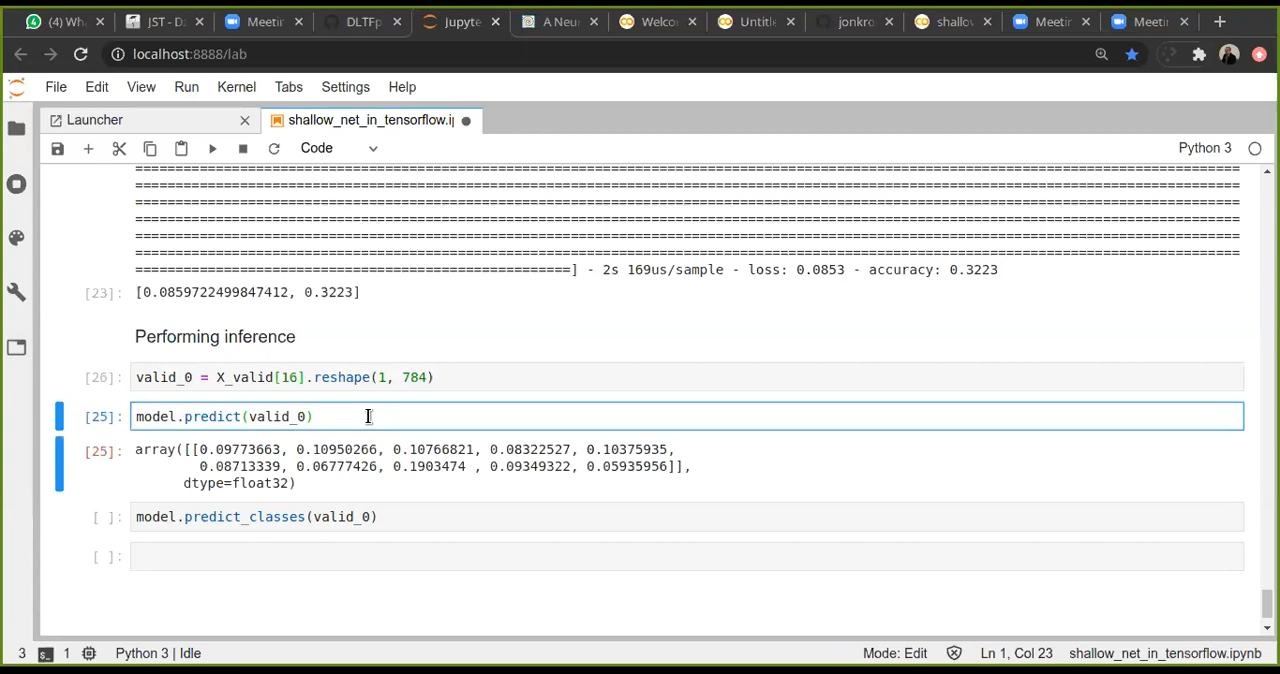 (4) Wh
JST - Da
Meetin
DLTFp
Jupyte
A Neur
Welco
Untitl
jonkro
shallov
Meetin
Meetin
localhost:8888/lab
File Edit View Run Kernel Tabs Settings Help
Launcher
shallow_net_in_tensorflow.i
Code
Python 3
====================================================] - 2s 169us/sample - loss: 0.0853 - accuracy: 0.3223
[23]: [0.0859722499847412, 0.3223]
Performing inference
[26]: valid_0 = X_valid[16].reshape(1, 784)
[25]: model.predict(valid_0)
[25]: array([[0.09773663, 0.10950266, 0.10766821, 0.08322527, 0.10375935,
0.08713339, 0.06777426, 0.1903474 , 0.09349322, 0.05935956]],
dtype=float32)
[ ]: model.predict_classes(valid_0)
[ ]:
3 1 Python 3 | Idle Mode: Edit Ln 1, Col 23 shallow_net_in_tensorflow.ipynb